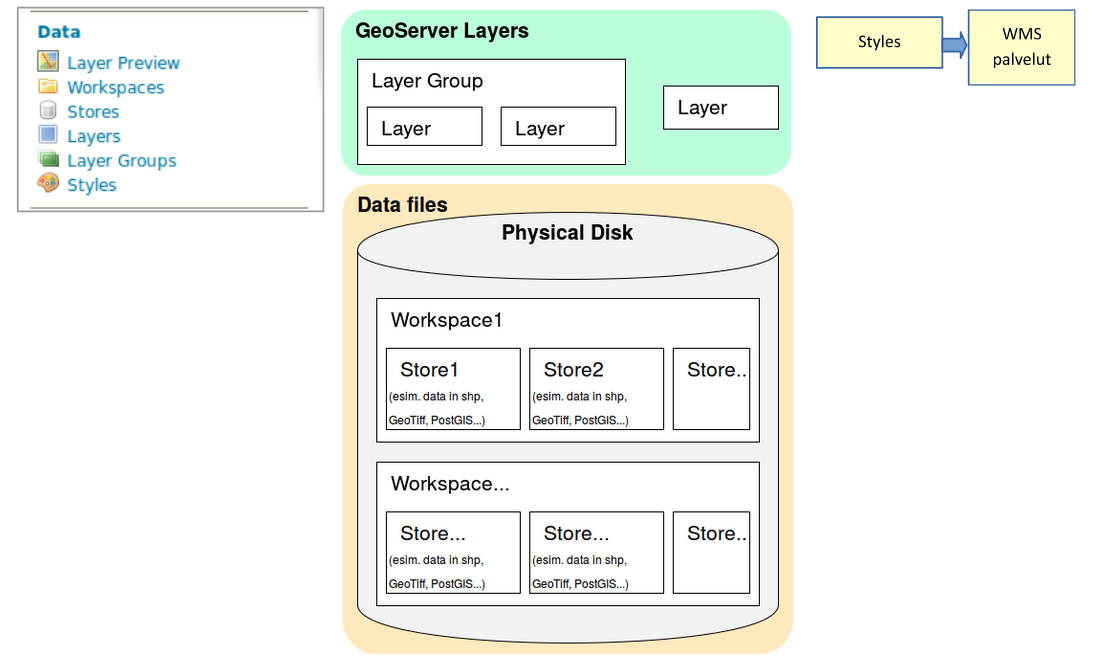 Data
Layer Preview
Workspaces
Stores
Layers
Layer Groups
Styles
GeoServer Layers
Layer Group
Layer
Layer
Layer
Styles
WMS
palvelut
Data files
Physical Disk
Workspace1
Store1
(esim. data in shp,
GeoTiff, PostGIS...)
Store2
(esim. data in shp,
GeoTiff, PostGIS...)
Store..
Workspace...
Store...
(esim. data in shp,
GeoTiff, PostGIS...)
Store...
(esim. data in shp,
GeoTiff, PostGIS...)
Store..